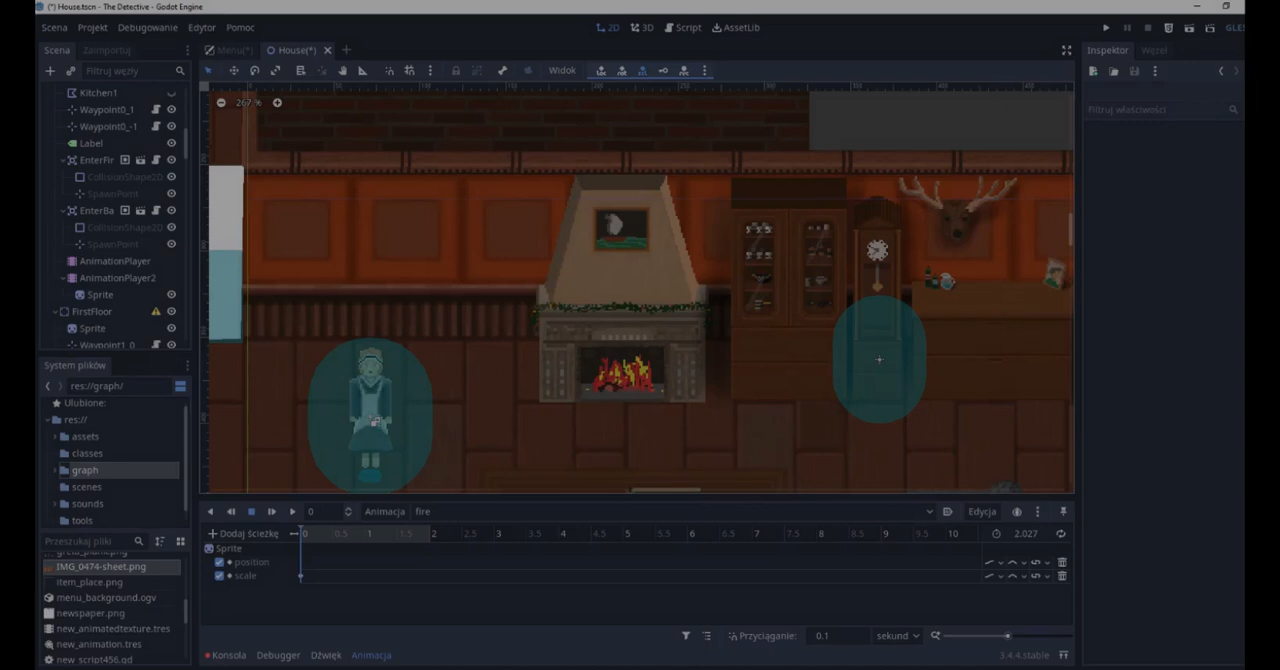 (*) House.tscn - The Detective - Godot Engine
Scena Projekt Debugowanie Edytor Pomoc
2D 3D Script AssetLib
GLE
Scena Zaimportuj
Menu(*) House(*)
Inspektor Węzeł
Filtruj węzły
Widok
Kitchen1
267 %
Filtruj właściwości
Waypoint0_1
Waypoint0_-1
Label
EnterFir
CollisionShape2D
SpawnPoint
EnterBa
CollisionShape2D
SpawnPoint
AnimationPlayer
AnimationPlayer2
Sprite
FirstFloor
Sprite
Waypoint1_0
System plików
res://graph/
Ulubione:
res://
assets
classes
graph
scenes
sounds
tools
Przeszukaj pliki
IMG_0474-sheet.png
item_place.png
menu_background.ogv
newspaper.png
new_animatedtexture.tres
new_animation.tres
new_script456.gd
0 Animacja fire Edycja
Dodaj ścieżkę 0 0.5 1 1.5 2 2.5 3 3.5 4 4.5 5 5.5 6 6.5 7 7.5 8 8.5 9 9.5 10 2.027
Sprite
position
scale
Przyciąganie: 0.1 sekund
Konsola Debugger Dźwięk Animacja
3.4.4.stable